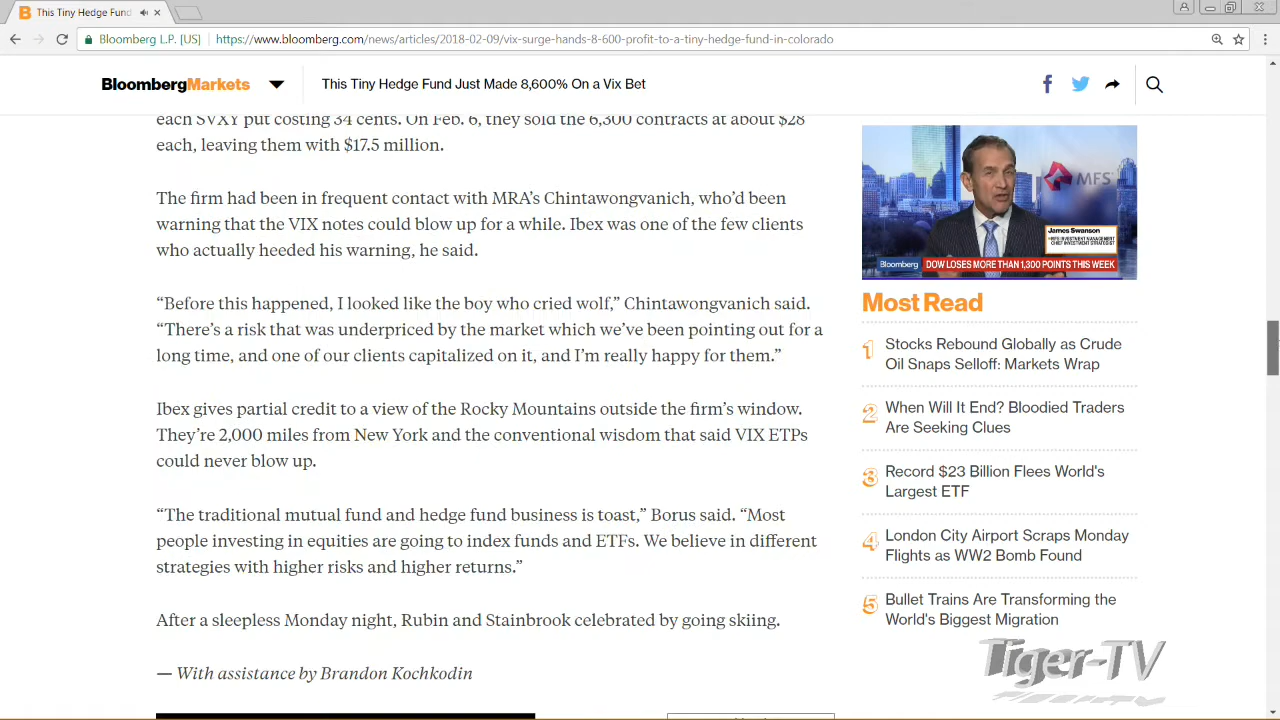 This Tiny Hedge Fund
Bloomberg L.P. [US]
https://www.bloomberg.com/news/articles/2018-02-09/vix-surge-hands-8-600-profit-to-a-tiny-hedge-fund-in-colorado
BloombergMarkets
This Tiny Hedge Fund Just Made 8,600% On a Vix Bet
each SVXY put costing 34 cents. On Feb. 6, they sold the 6,300 contracts at about $28
each, leaving them with $17.5 million.
The firm had been in frequent contact with MRA’s Chintawongvanich, who’d been
warning that the VIX notes could blow up for a while. Ibex was one of the few clients
who actually heeded his warning, he said.
“Before this happened, I looked like the boy who cried wolf,” Chintawongvanich said.
“There’s a risk that was underpriced by the market which we’ve been pointing out for a
long time, and one of our clients capitalized on it, and I’m really happy for them.”
Ibex gives partial credit to a view of the Rocky Mountains outside the firm’s window.
They’re 2,000 miles from New York and the conventional wisdom that said VIX ETPs
could never blow up.
“The traditional mutual fund and hedge fund business is toast,” Borus said. “Most
people investing in equities are going to index funds and ETFs. We believe in different
strategies with higher risks and higher returns.”
After a sleepless Monday night, Rubin and Stainbrook celebrated by going skiing.
— With assistance by Brandon Kochkodin
MFS
James Swanson
MFS INVESTMENT MANAGEMENT
CHIEF INVESTMENT STRATEGIST
Bloomberg
DOW LOSES MORE THAN 1,300 POINTS THIS WEEK
Most Read
1
Stocks Rebound Globally as Crude
Oil Snaps Selloff: Markets Wrap
2
When Will It End? Bloodied Traders
Are Seeking Clues
3
Record $23 Billion Flees World's
Largest ETF
4
London City Airport Scraps Monday
Flights as WW2 Bomb Found
5
Bullet Trains Are Transforming the
World's Biggest Migration
Tiger-TV